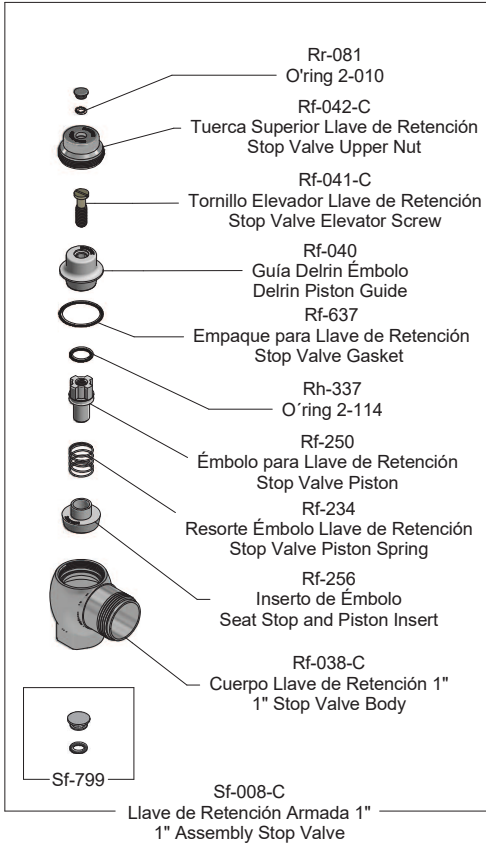 Rr-081
O'ring 2-010
Rf-042-C
Tuerca Superior Llave de Retención
Stop Valve Upper Nut
Rf-041-C
Tornillo Elevador Llave de Retención
Stop Valve Elevator Screw
Rf-040
Guía Delrin Émbolo
Delrin Piston Guide
Rf-637
Empaque para Llave de Retención
Stop Valve Gasket
Rh-337
O´ring 2-114
Rf-250
Émbolo para Llave de Retención
Stop Valve Piston
Rf-234
Resorte Émbolo Llave de Retención
Stop Valve Piston Spring
Rf-256
Inserto de Émbolo
Seat Stop and Piston Insert
Rf-038-C
Cuerpo Llave de Retención 1"
1" Stop Valve Body
Sf-799
Sf-008-C
Llave de Retención Armada 1"
1" Assembly Stop Valve